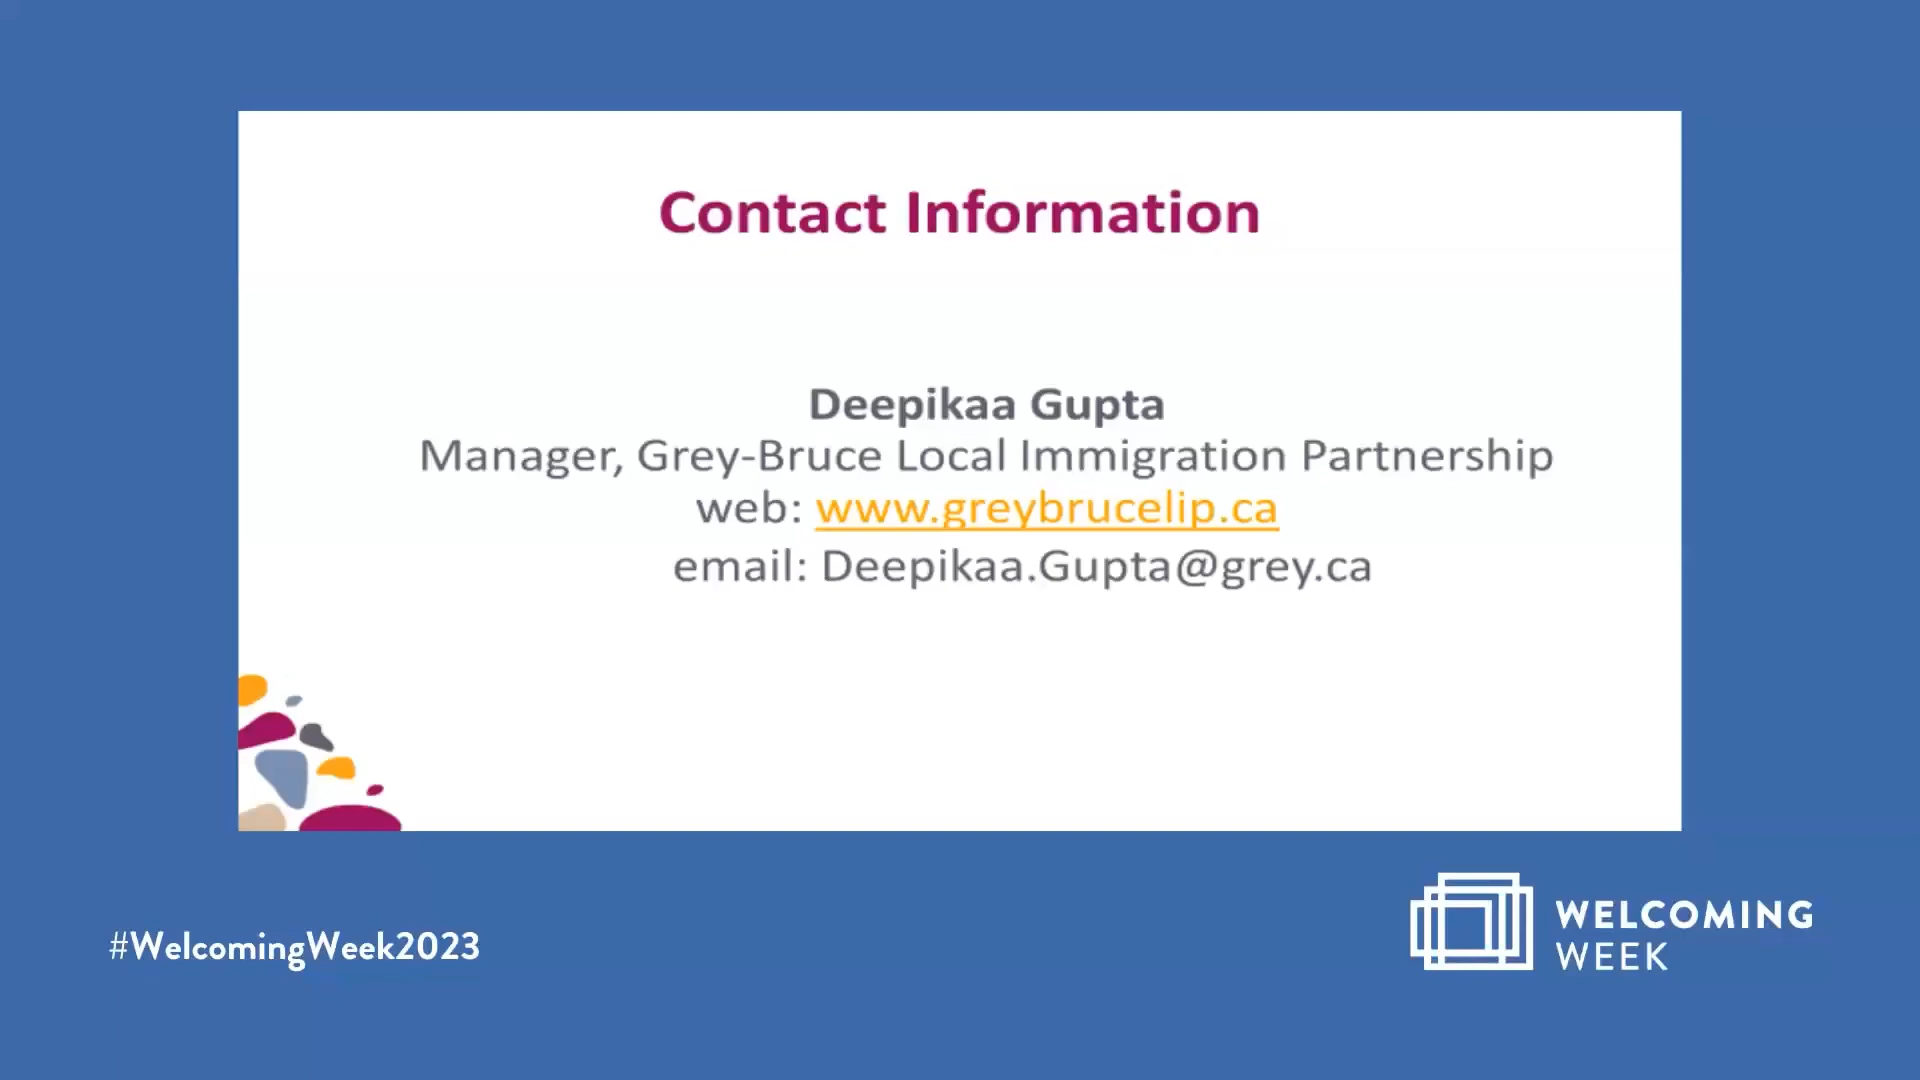 Contact Information
Deepikaa Gupta
Manager, Grey-Bruce Local Immigration Partnership
web: www.greybrucelip.ca
email: Deepikaa.Gupta@grey.ca
#WelcomingWeek2023
WELCOMING
WEEK